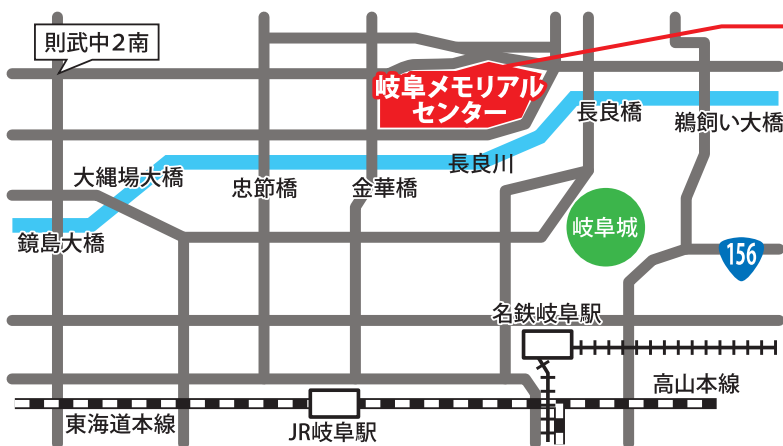 則武中2南
岐阜メモリアル
センター
長良橋
鵜飼い大橋
長良川
大縄場大橋
忠節橋
金華橋
岐阜城
鏡島大橋
156
名鉄岐阜駅
高山本線
東海道本線
JR岐阜駅